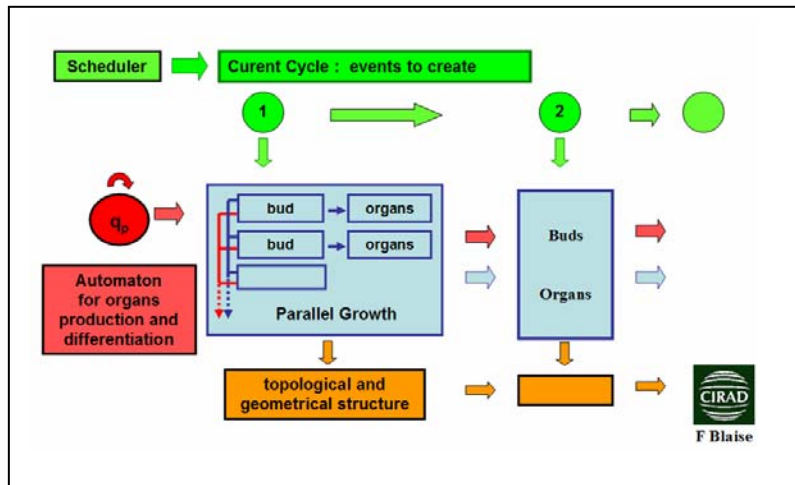 Scheduler
Curent Cycle : events to create
1
2
q_p
bud
organs
bud
organs
Parallel Growth
Buds
Organs
Automaton
for organs
production and
differentiation
topological and
geometrical structure
CIRAD
F Blaise